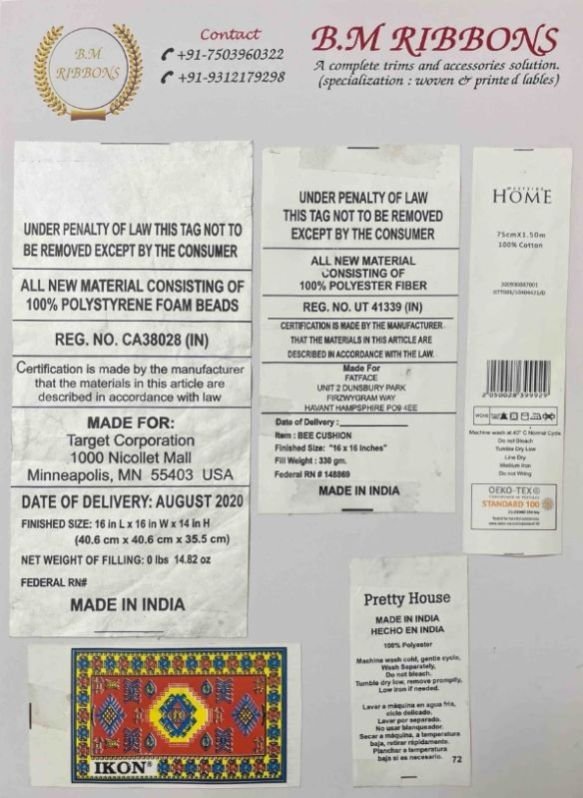 B.M
RIBBONS
Contact
+91-7503960322
+91-9312179298
B.M RIBBONS
A complete trims and accessories solution.
(specialization : woven & printed lables)
UNDER PENALTY OF LAW THIS TAG NOT TO
BE REMOVED EXCEPT BY THE CONSUMER
ALL NEW MATERIAL CONSISTING OF
100% POLYSTYRENE FOAM BEADS
REG. NO. CA38028 (IN)
Certification is made by the manufacturer
that the materials in this article are
described in accordance with law
MADE FOR:
Target Corporation
1000 Nicollet Mall
Minneapolis, MN 55403 USA
DATE OF DELIVERY: AUGUST 2020
FINISHED SIZE: 16 in L x 16 in W x 14 in H
(40.6 cm x 40.6 cm x 35.5 cm)
NET WEIGHT OF FILLING: 0 lbs 14.82 oz
FEDERAL RN#
MADE IN INDIA
UNDER PENALTY OF LAW
THIS TAG NOT TO BE REMOVED
EXCEPT BY THE CONSUMER
ALL NEW MATERIAL
CONSISTING OF
100% POLYESTER FIBER
REG. NO. UT 41339 (IN)
CERTIFICATION IS MADE BY THE MANUFACTURER
THAT THE MATERIALS IN THIS ARTICLE ARE
DESCRIBED IN ACCORDANCE WITH THE LAW.
Made For
FATFACE
UNIT 2 DUNSBURY PARK
FIRZWYGRAM WAY
HAVANT HAMPSPHIRE PO9 4EE
Date of Delivery :
Item : BEE CUSHION
Finished Size: "16 x 16 Inches"
Fill Weight : 330 gm.
Federal RN # 148869
MADE IN INDIA
HOME
75cmX1.50m
100% Cotton
2050028399929
Machine wash at 40° C Normal Cycle
Do not Bleach
Tumble Dry Low
Line Dry
Medium Iron
Do not Wring
OEKO-TEX®
STANDARD 100
Pretty House
MADE IN INDIA
HECHO EN INDIA
100% Polyester
Machine wash cold, gentle cycle,
Wash Separately,
Do not bleach.
Tumble dry low, remove promptly,
Low iron if needed.
Lavar a máquina en agua fria,
ciclo delicado.
Lavar por separado.
No usar blanqueador.
Secar a máquina, a temperatura
baja, retirar rápidamente.
Planchar a temperatura
baja si es necesario. 72
IKON®